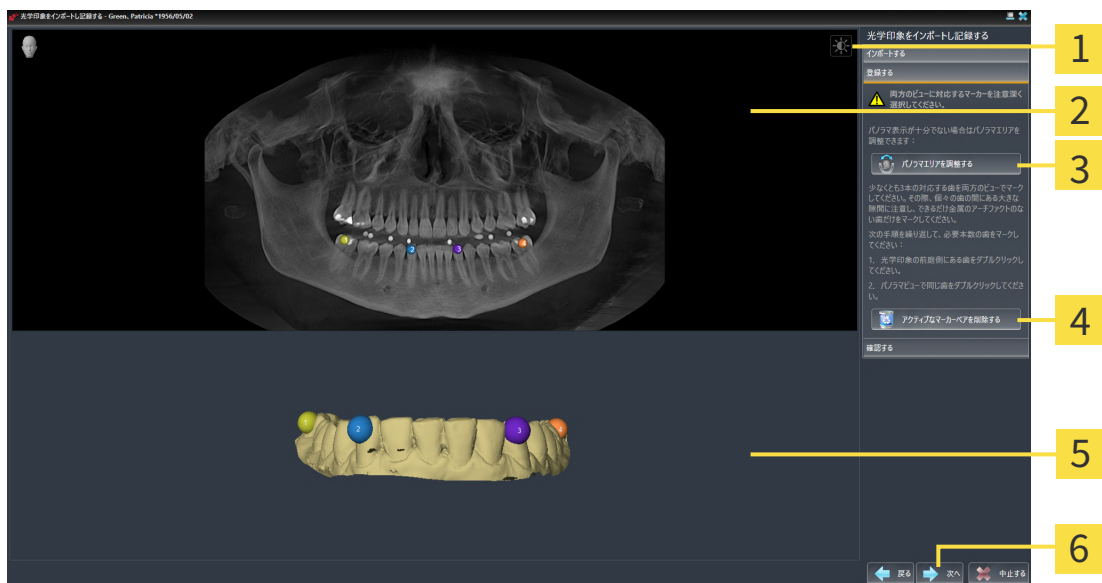 光学印象をインポートし記録する - Green, Patricia *1956/05/02
光学印象をインポートし記録する
インポートする
登録する
両方のビューに対応するマーカーを注意深く
選択してください。
パノラマ表示が十分でない場合はパノラマエリアを
調整できます：
パノラマエリアを調整する
少なくとも3本の対応する歯を両方のビューでマーク
してください。その際、個々の歯の間にある大きな
隙間に注意し、できるだけ金属のアーチファクトのな
い歯だけをマークしてください。
次の手順を繰り返して、必要本数の歯をマークし
てください：
1. 光学印象の前庭側にある歯をダブルクリックし
てください。
2. パノラマビューで同じ歯をダブルクリックしてくださ
い。
アクティブなマーカーペアを削除する
確認する
2
3
4
2
3
4
戻る
次へ
中止する
1
2
3
4
5
6